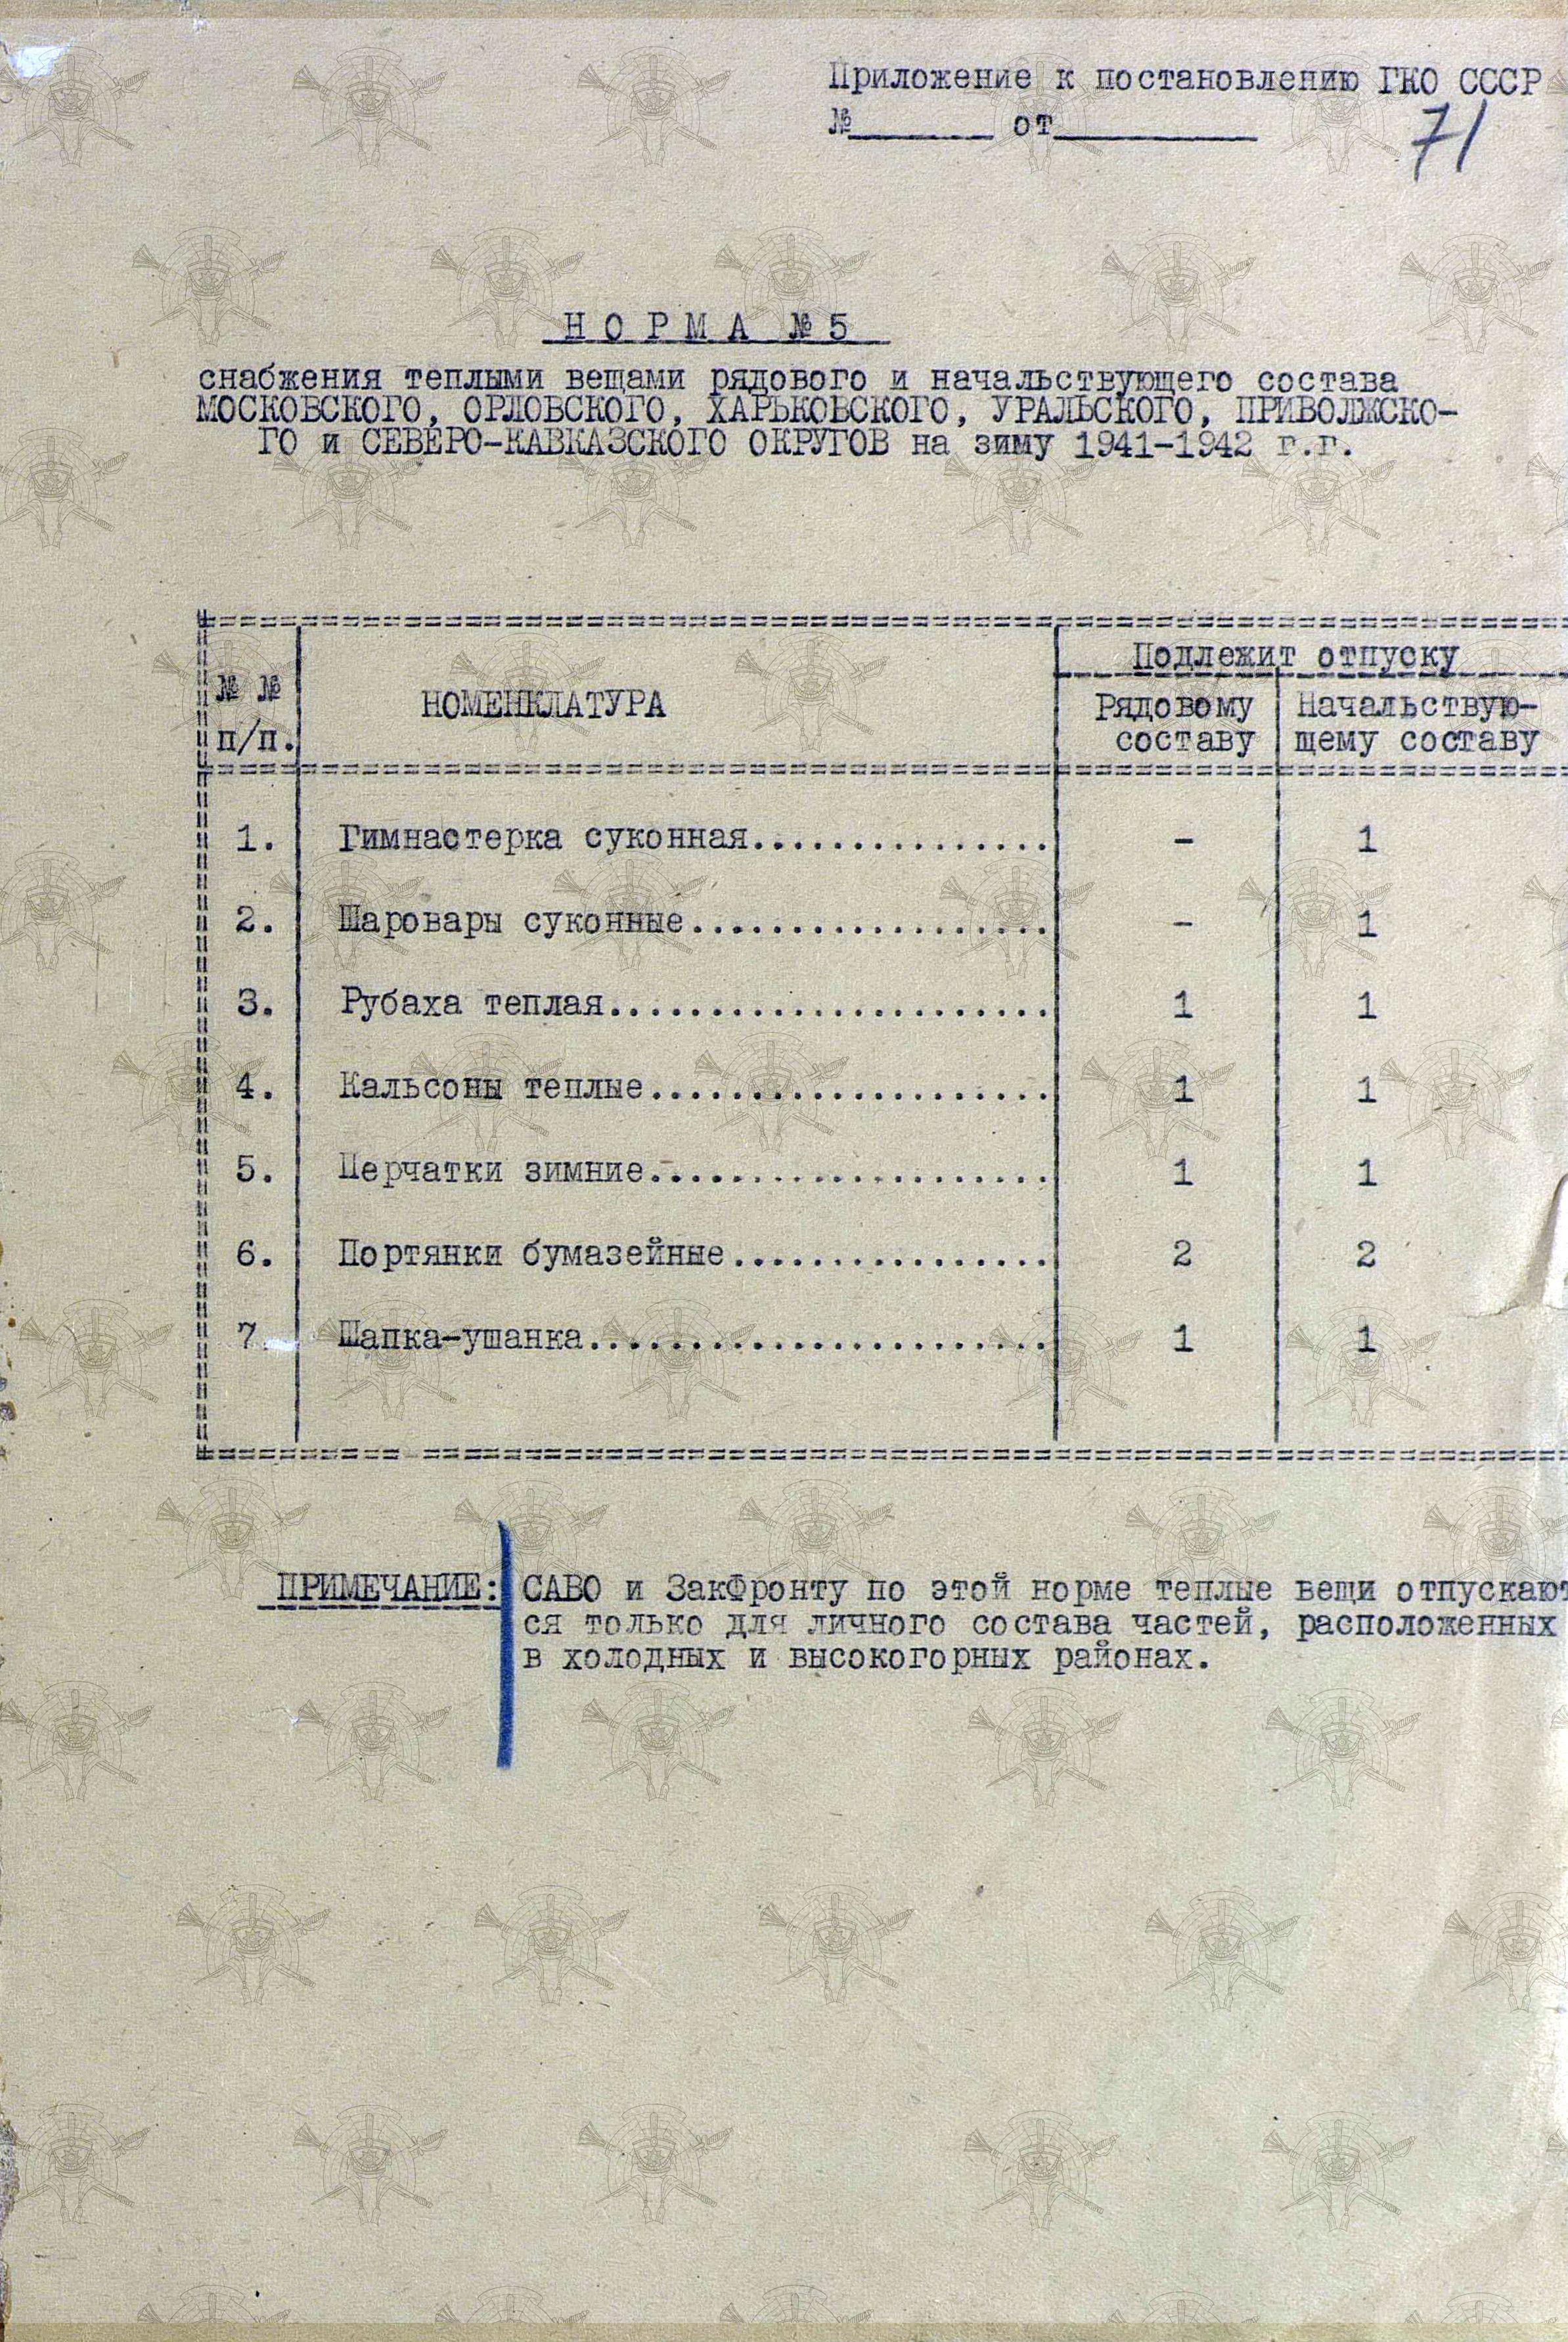 Приложение к постановлению ГКО СССР
№_______ от__________
71
НОРМА №5
снабжения теплыми вещами рядового и начальствующего состава
МОСКОВСКОГО, ОРЛОВСКОГО, ХАРЬКОВСКОГО, УРАЛЬСКОГО, ПРИВОЛЖСКО-
ГО и СЕВЕРО-КАВКАЗСКОГО ОКРУГОВ на зиму 1941-1942 г.г.
№ № п/п. НОМЕНКЛАТУРА Подлежит отпуску
Рядовому составу Начальствую-щему составу
1. Гимнастерка суконная............... - 1
2. Шаровары суконные.................. - 1
3. Рубаха теплая...................... 1 1
4. Кальсоны теплые.................... 1 1
5. Перчатки зимние.................... 1 1
6. Портянки бумазейные................ 2 2
7. Шапка-ушанка....................... 1 1
ПРИМЕЧАНИЕ: САВО и ЗакФронту по этой норме теплые вещи отпускают
ся только для личного состава частей, расположенных
в холодных и высокогорных районах.